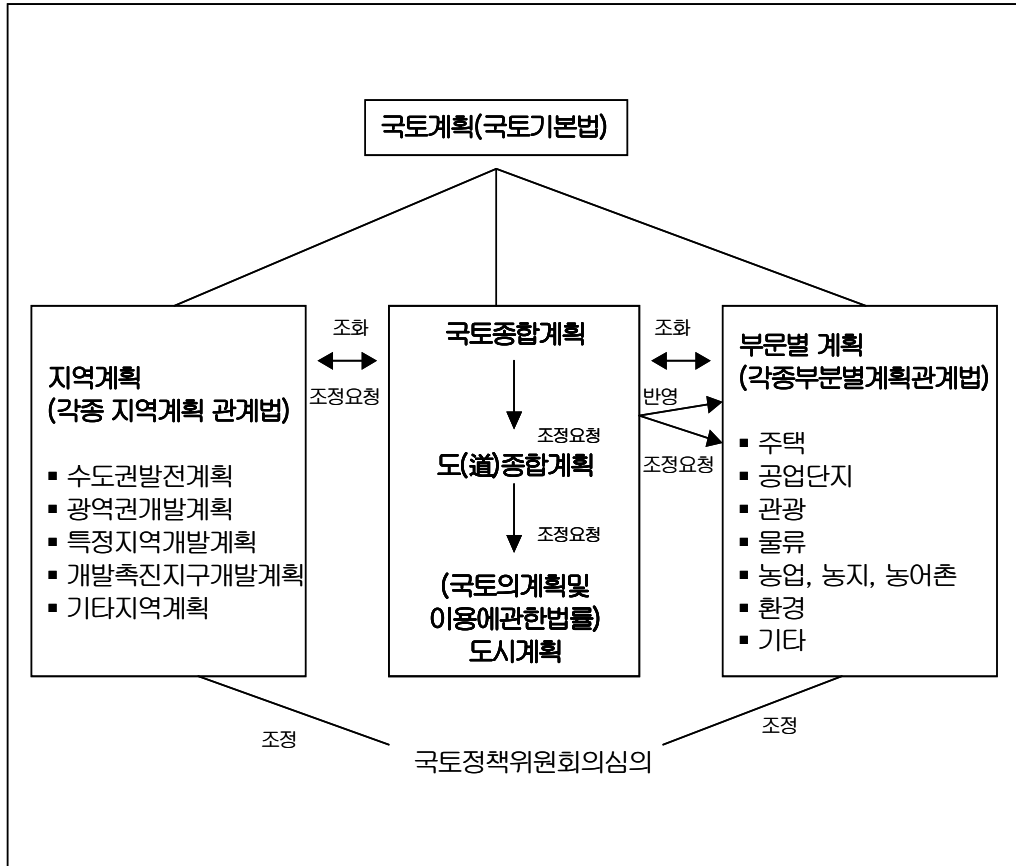 국토계획(국토기본법)
지역계획
(각종 지역계획 관계법)
▪ 수도권발전계획
▪ 광역권개발계획
▪ 특정지역개발계획
▪ 개발촉진지구개발계획
▪ 기타지역계획
조화
조정요청
국토종합계획
조정요청
도(道)종합계획
조정요청
(국토의계획및
이용에관한법률)
도시계획
조화
반영
조정요청
부문별 계획
(각종부분별계획관계법)
▪ 주택
▪ 공업단지
▪ 관광
▪ 물류
▪ 농업, 농지, 농어촌
▪ 환경
▪ 기타
조정
조정
국토정책위원회의심의